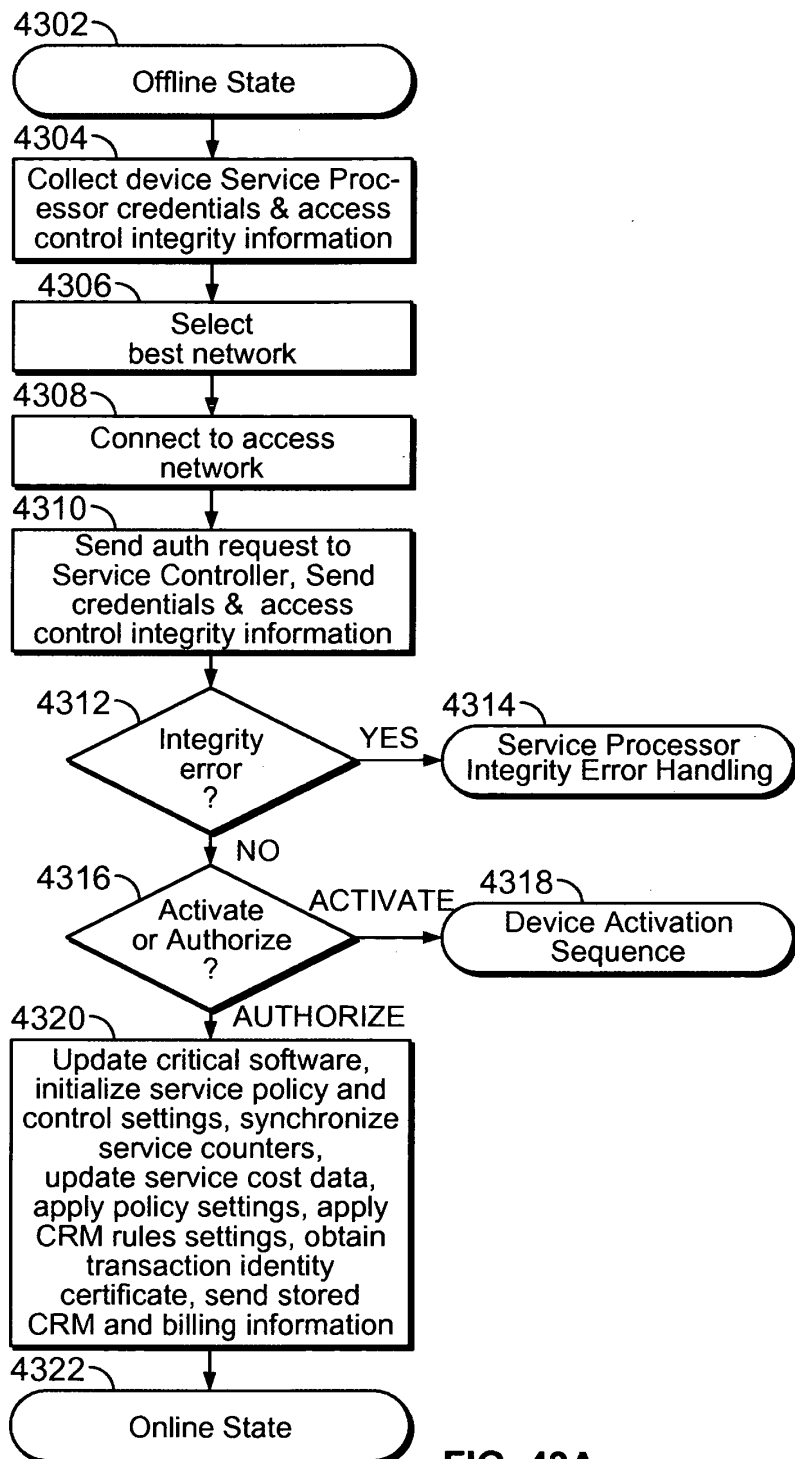 4302
Offline State
4304
Collect device Service Proc-
essor credentials & access
control integrity information
4306
Select
best network
4308
Connect to access
network
4310
Send auth request to
Service Controller, Send
credentials & access
control integrity information
4312
Integrity
error
?
YES
4314
Service Processor
Integrity Error Handling
NO
4316
Activate
or Authorize
?
ACTIVATE
4318
Device Activation
Sequence
AUTHORIZE
4320
Update critical software,
initialize service policy and
control settings, synchronize
service counters,
update service cost data,
apply policy settings, apply
CRM rules settings, obtain
transaction identity
certificate, send stored
CRM and billing information
4322
Online State
FIG. 43A